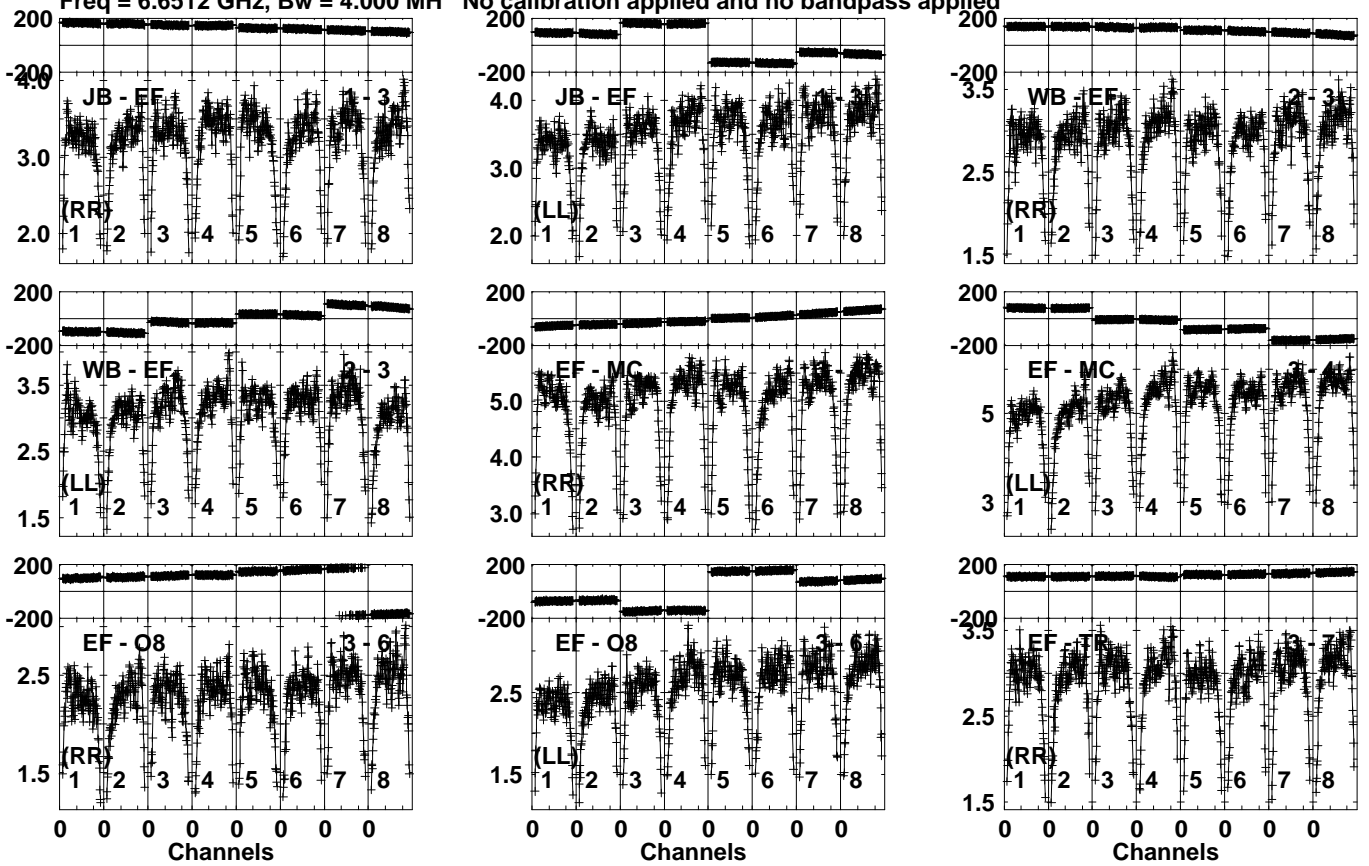 Freq = 6.6512 GHz, Bw = 4.000 MH No calibration applied and no bandpass applied
200 200 200
-200 -200 -200
4.0 JB - EF 1 - 3 4.0 JB - EF 1 - 3 3.5 WB - EF 2 - 3
3.0 3.0 2.5
(RR) (LL) (RR)
2.0 1 2 3 4 5 6 7 8 2.0 1 2 3 4 5 6 7 8 1.5 1 2 3 4 5 6 7 8
200 200 200
-200 -200 -200
3.5 WB - EF 2 - 3 5.0 EF - MC 3 - 4 5 EF - MC 3 - 4
2.5 4.0
(LL) (RR) (LL)
1.5 1 2 3 4 5 6 7 8 3.0 1 2 3 4 5 6 7 8 3 1 2 3 4 5 6 7 8
200 200 200
-200 -200 -200
2.5 EF - O8 3 - 6 2.5 EF - O8 3 - 6 3.5 EF - TR 3 - 7
2.5
(RR) (LL) (RR)
1.5 1 2 3 4 5 6 7 8 1.5 1 2 3 4 5 6 7 8 1.5 1 2 3 4 5 6 7 8
0 0 0 0 0 0 0 0 0 0 0 0 0 0 0 0 0 0 0 0 0 0 0 0
Channels Channels Channels